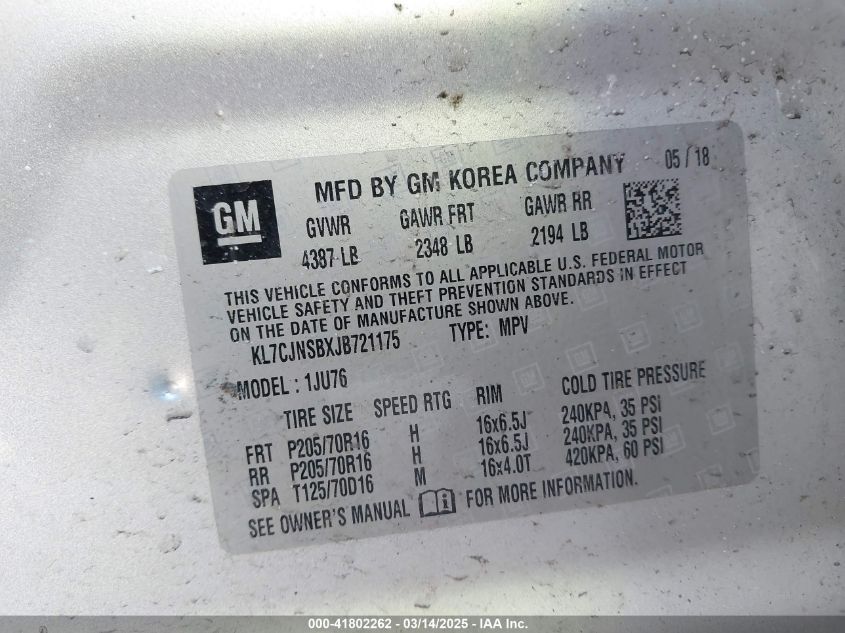 MFD BY GM KOREA COMPANY 05 / 18
GM
GVWR GAWR FRT GAWR RR
4387 LB 2348 LB 2194 LB
THIS VEHICLE CONFORMS TO ALL APPLICABLE U.S. FEDERAL MOTOR
VEHICLE SAFETY AND THEFT PREVENTION STANDARDS IN EFFECT
ON THE DATE OF MANUFACTURE SHOWN ABOVE.
KL7CJNSBXJB721175 TYPE: MPV
MODEL : 1JU76
TIRE SIZE SPEED RTG RIM COLD TIRE PRESSURE
FRT P205/70R16 H 16x6.5J 240KPA, 35 PSI
RR P205/70R16 H 16x6.5J 240KPA, 35 PSI
SPA T125/70D16 M 16x4.0T 420KPA, 60 PSI
SEE OWNER'S MANUAL FOR MORE INFORMATION.
000-41802262 - 03/14/2025 - IAA Inc.